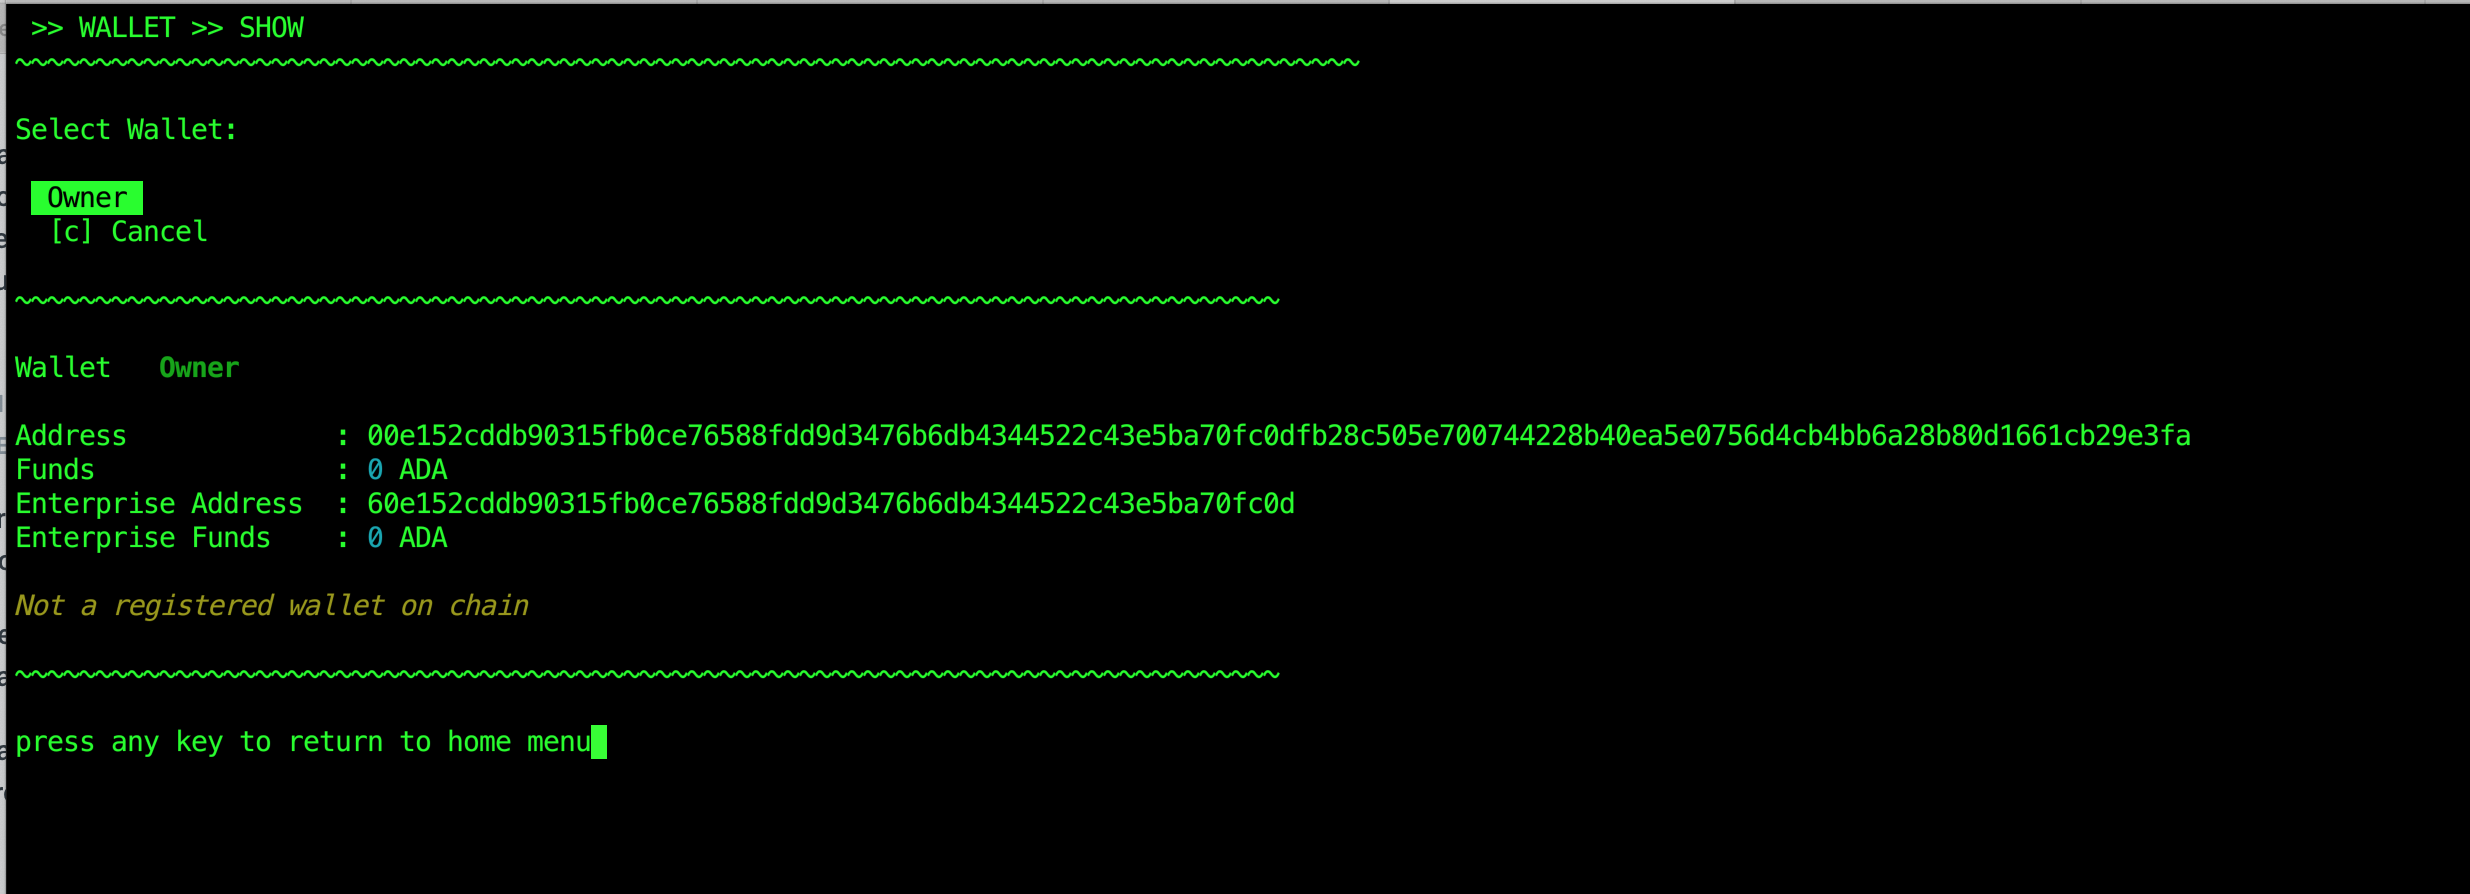 >> WALLET >> SHOW
~~~~~~~~~~~~~~~~~~~~~~~~~~~~~~~~~~~~~~~~~~~~~~~~~~~~~~~~~~~~~~~~~~~~~~~~~~~~~~~~~~~~
Select Wallet:
Owner
[c] Cancel
~~~~~~~~~~~~~~~~~~~~~~~~~~~~~~~~~~~~~~~~~~~~~~~~~~~~~~~~~~~~~~~~~~~~~~~~~~~~~~~
Wallet Owner
Address : 00e152cddb90315fb0ce76588fdd9d3476b6db4344522c43e5ba70fc0dfb28c505e700744228b40ea5e0756d4cb4bb6a28b80d1661cb29e3fa
Funds : 0 ADA
Enterprise Address : 60e152cddb90315fb0ce76588fdd9d3476b6db4344522c43e5ba70fc0d
Enterprise Funds : 0 ADA
Not a registered wallet on chain
~~~~~~~~~~~~~~~~~~~~~~~~~~~~~~~~~~~~~~~~~~~~~~~~~~~~~~~~~~~~~~~~~~~~~~~~~~~~~~~
press any key to return to home menu